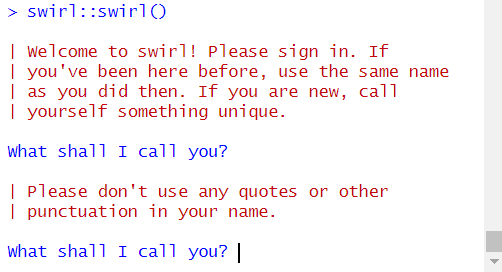 > swirl::swirl()
| Welcome to swirl! Please sign in. If
| you've been here before, use the same name
| as you did then. If you are new, call
| yourself something unique.
What shall I call you?
| Please don't use any quotes or other
| punctuation in your name.
What shall I call you?